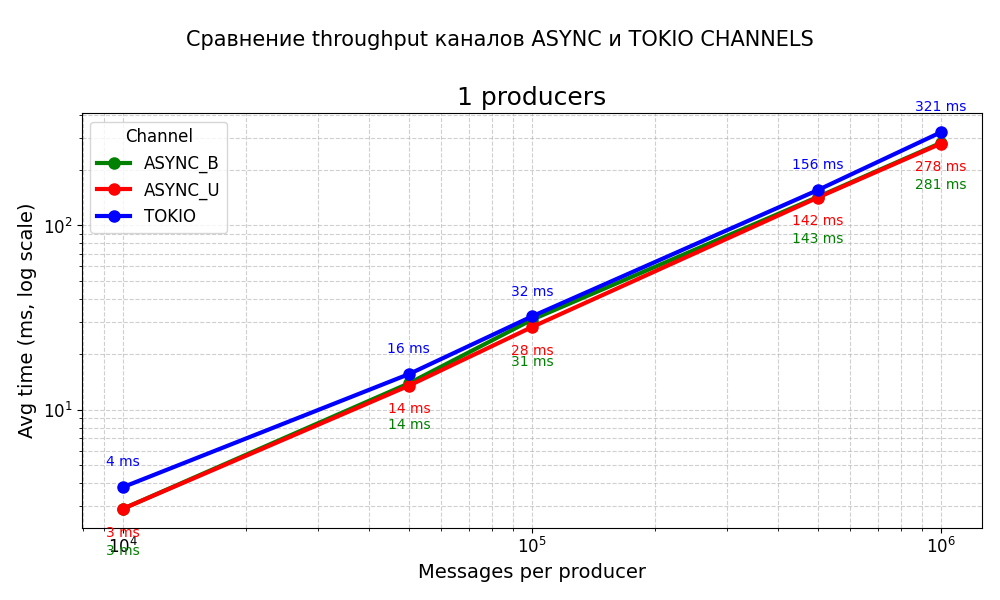 Сравнение throughput каналов ASYNC и TOKIO CHANNELS
1 producers
321 ms
Channel
ASYNC_B
ASYNC_U
TOKIO
156 ms
278 ms
281 ms
142 ms
143 ms
10²
32 ms
28 ms
31 ms
16 ms
14 ms
14 ms
10¹
4 ms
3 ms
3 ms
Avg time (ms, log scale)
10⁴
10⁵
10⁶
Messages per producer